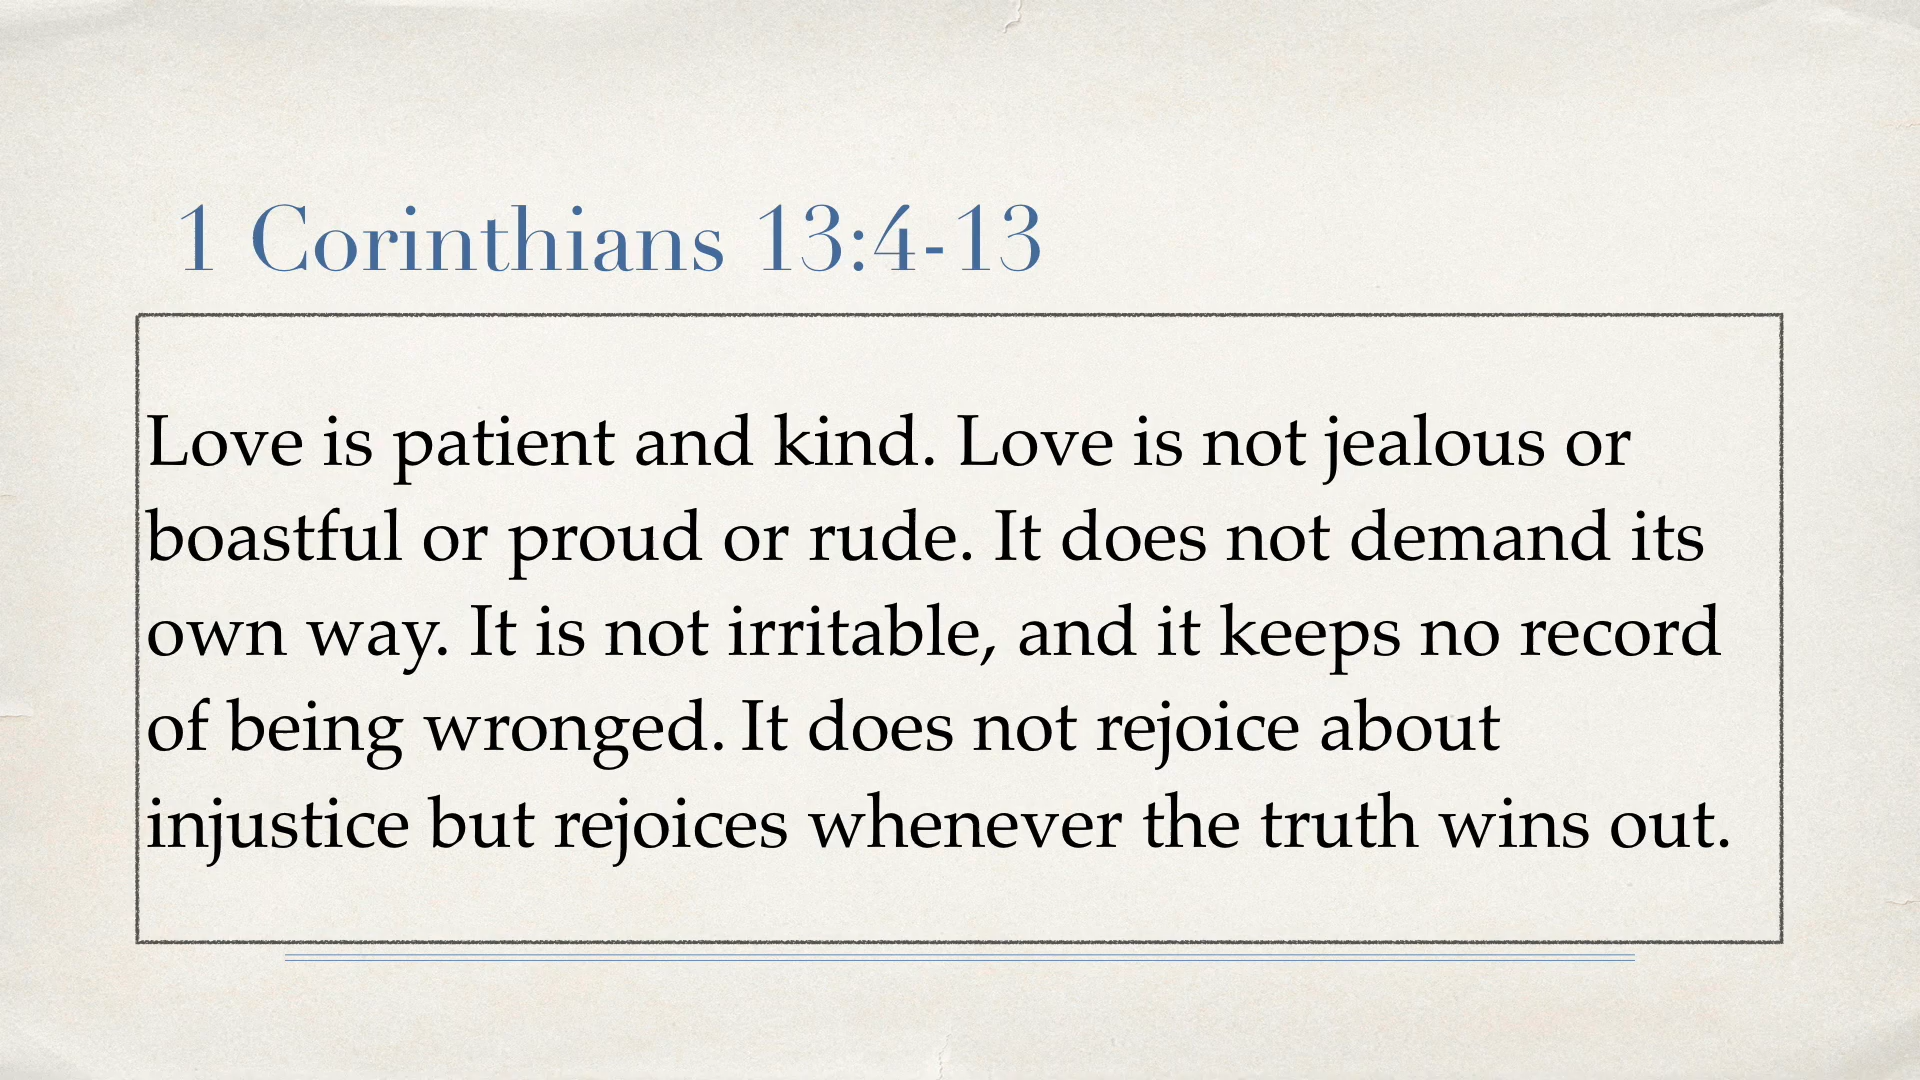 1 Corinthians 13:4-13
Love is patient and kind. Love is not jealous or
boastful or proud or rude. It does not demand its
own way. It is not irritable, and it keeps no record
of being wronged. It does not rejoice about
injustice but rejoices whenever the truth wins out.